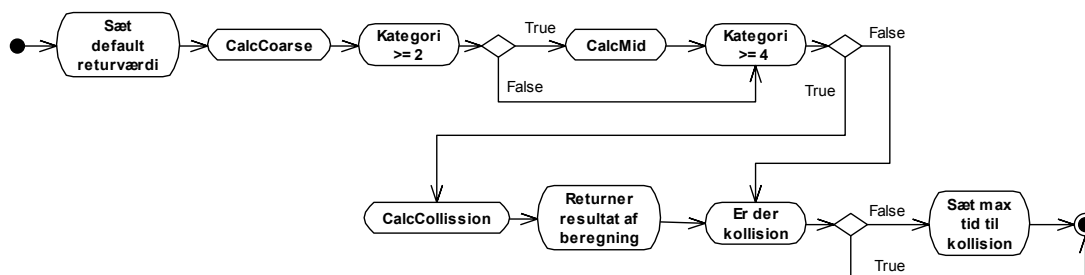 Sæt
default
returværdi
CalcCoarse
Kategori
>= 2
True
False
CalcMid
Kategori
>= 4
False
True
CalcCollission
Returner
resultat af
beregning
Er der
kollision
False
True
Sæt max
tid til
kollision